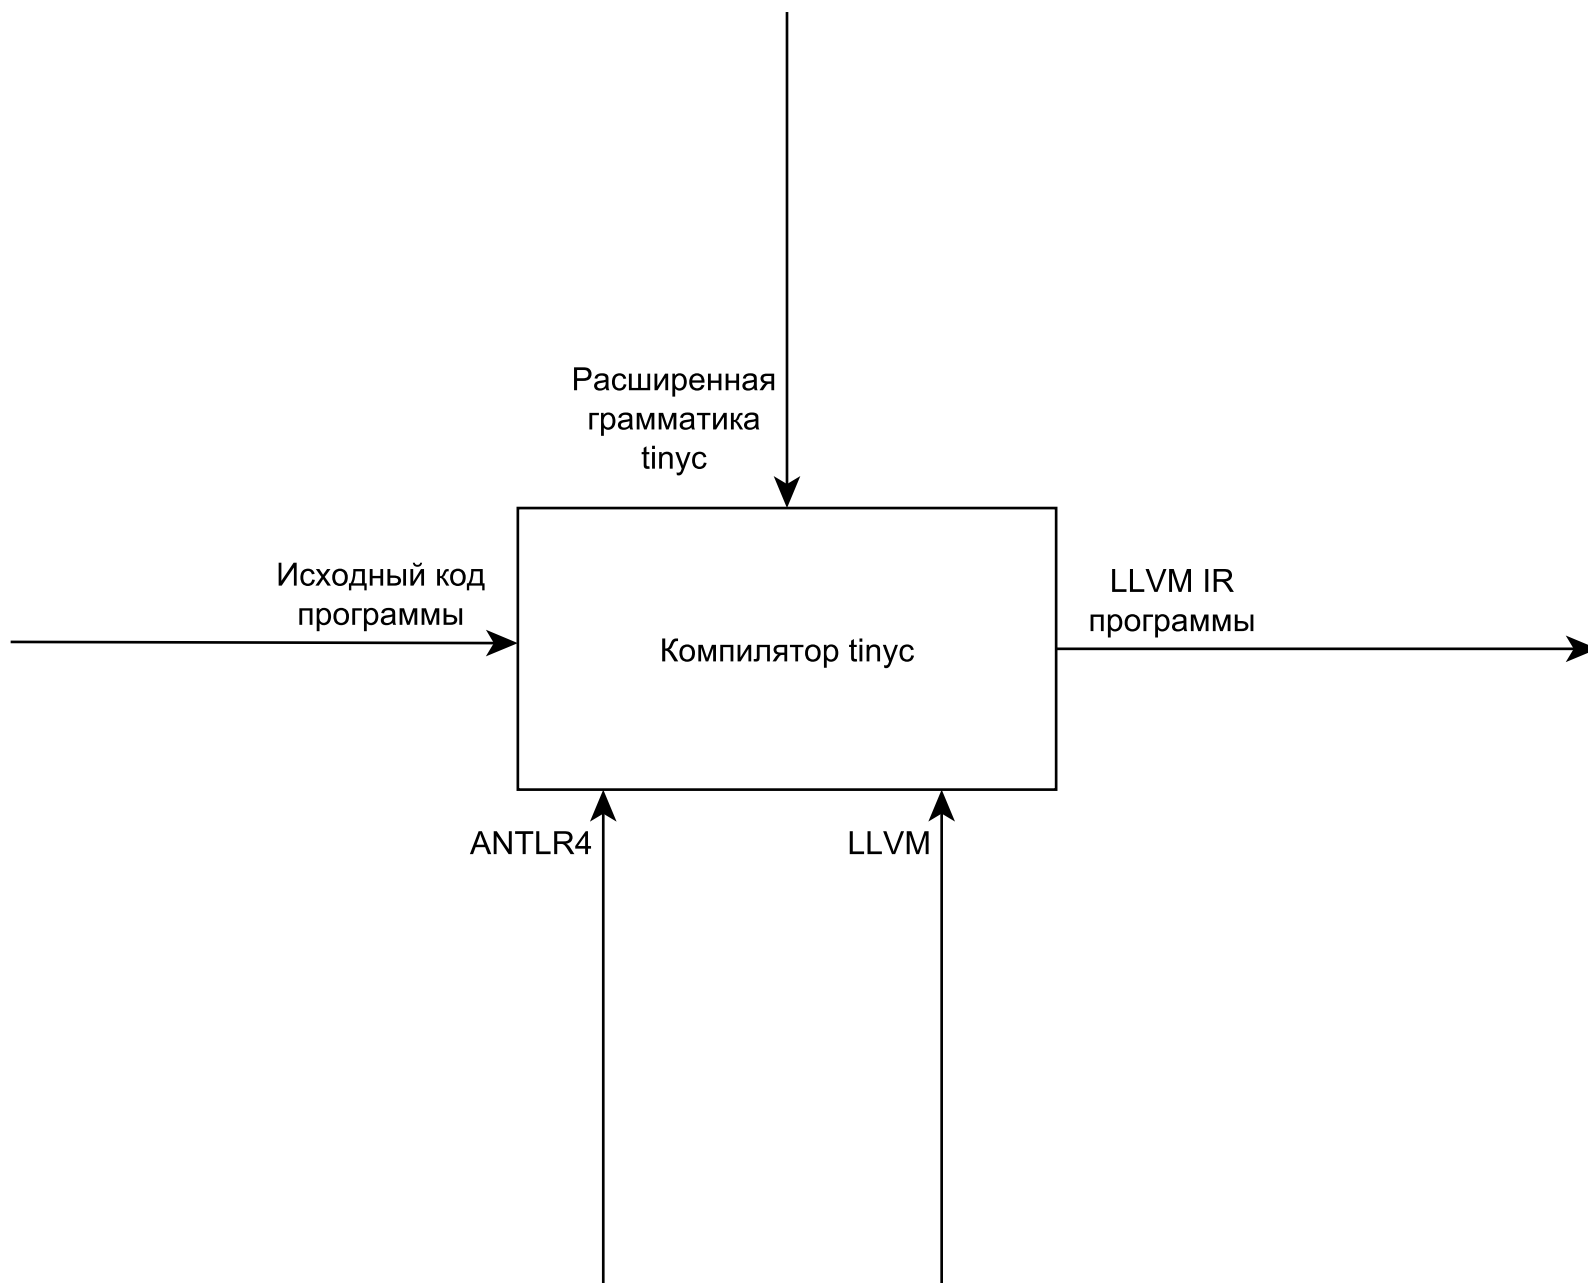 Расширенная
грамматика
tinyc
Исходный код
программы
LLVM IR
программы
Компилятор tinyc
ANTLR4
LLVM